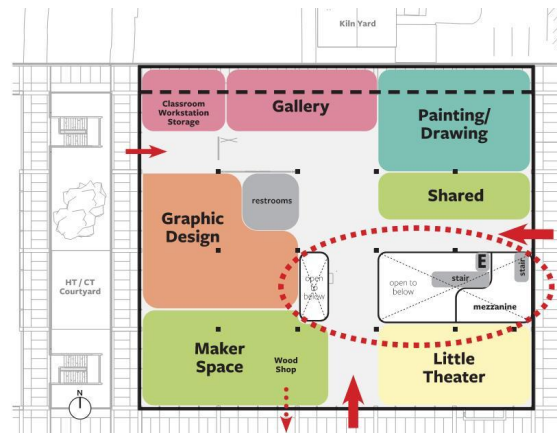 Kiln Yard
Classroom
Workstation
Storage
Gallery
Painting/
Drawing
Shared
restrooms
Graphic
Design
HT / CT
Courtyard
open
to
below
open to
below
stair
E
stair
mezzanine
Maker
Space
Wood
Shop
Little
Theater
N